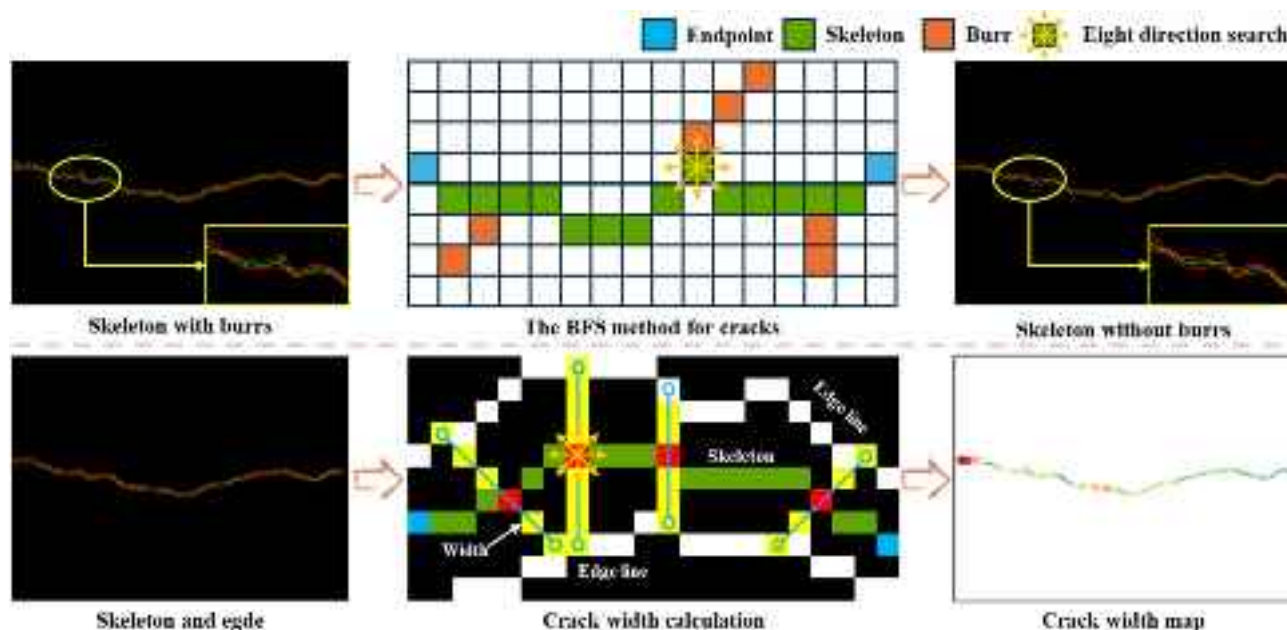 Endpoint Skeleton Burr Eight direction search
Skeleton with burrs
The BFS method for cracks
Skeleton without burrs
Edge line
Skeleton
Width
Edge line
Skeleton and egde
Crack width calculation
Crack width map